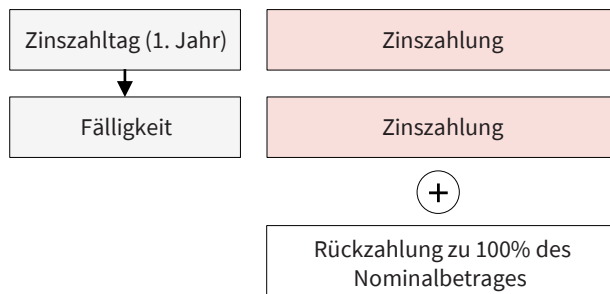 Zinszahltag (1. Jahr)
Zinszahlung
Fälligkeit
Zinszahlung
+
Rückzahlung zu 100% des
Nominalbetrages